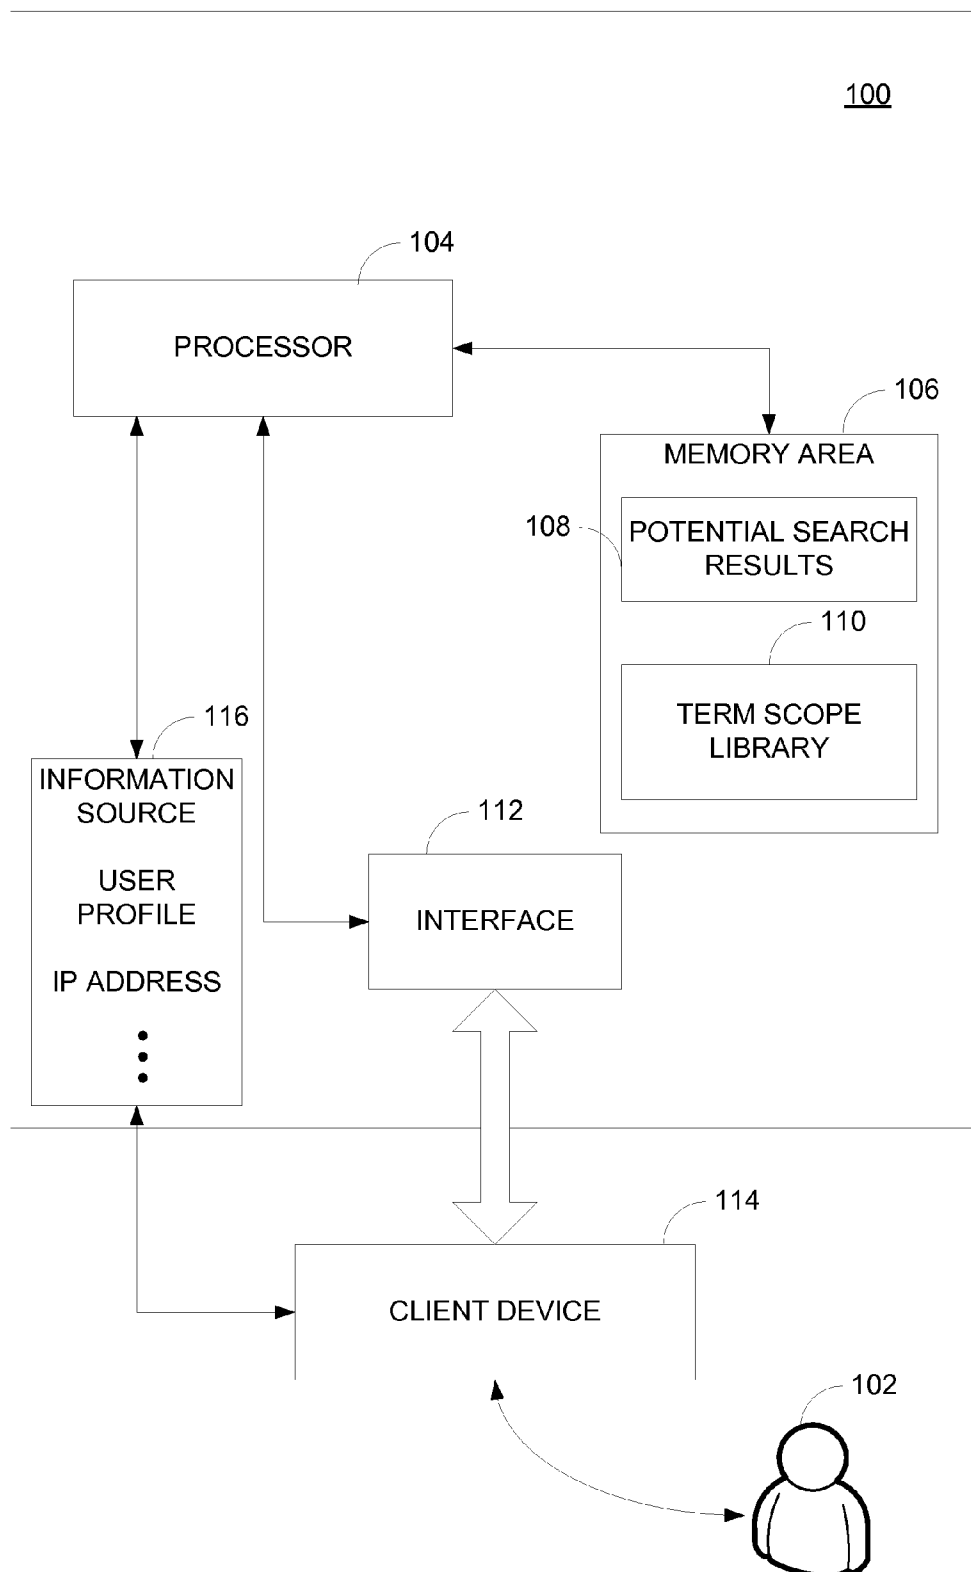 100
104
PROCESSOR
106
MEMORY AREA
108
POTENTIAL SEARCH
RESULTS
110
TERM SCOPE
LIBRARY
116
INFORMATION
SOURCE
USER
PROFILE
IP ADDRESS
112
INTERFACE
114
CLIENT DEVICE
102